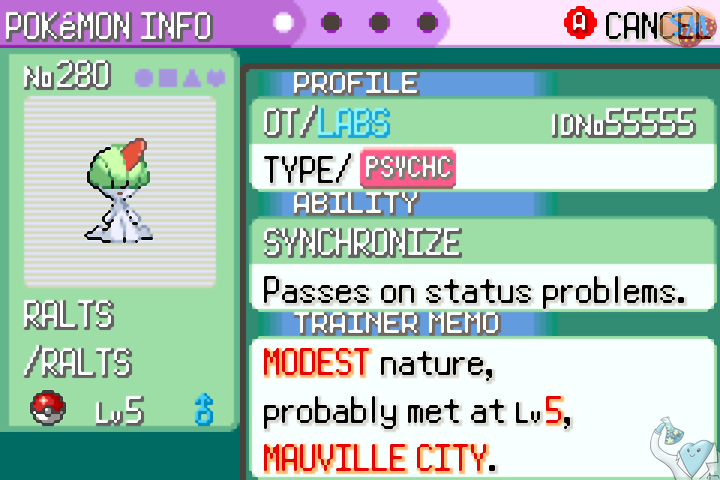 POKéMON INFO
A CANCEL
No280
PROFILE
OT/LABS
IDNo55555
TYPE/ PSYCHC
ABILITY
SYNCHRONIZE
Passes on status problems.
TRAINER MEMO
MODEST nature,
probably met at Lv5,
MAUVILLE CITY.
RALTS
/RALTS
Lv5 ♂